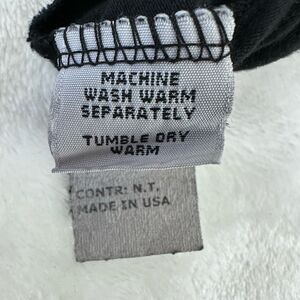 MACHINE
WASH WARM
SEPARATELY
TUMBLE DRY
WARM
CONTR: N.T.
MADE IN USA